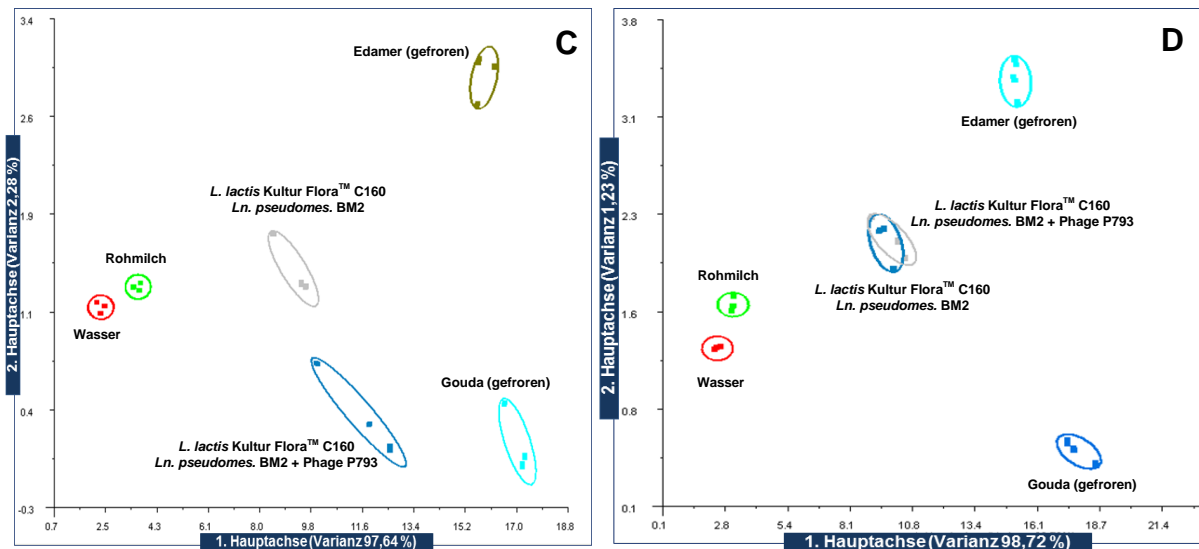 C
3.4
2.6
1.9
1.1
0.4
-0.3
2. Hauptachse (Varianz 2,28 %)
Edamer (gefroren)
L. lactis Kultur Flora™ C160
Ln. pseudomes. BM2
Rohmilch
Wasser
Gouda (gefroren)
L. lactis Kultur Flora™ C160
Ln. pseudomes. BM2 + Phage P793
0.7 2.5 4.3 6.1 8.0 9.8 11.6 13.4 15.2 17.0 18.8
1. Hauptachse (Varianz 97,64 %)
D
3.8
3.1
2.3
1.6
0.8
0.1
2. Hauptachse (Varianz 1,23 %)
Edamer (gefroren)
L. lactis Kultur Flora™ C160
Ln. pseudomes. BM2 + Phage P793
Rohmilch
L. lactis Kultur Flora™ C160
Ln. pseudomes. BM2
Wasser
Gouda (gefroren)
0.1 2.8 5.4 8.1 10.8 13.4 16.1 18.7 21.4
1. Hauptachse (Varianz 98,72 %)